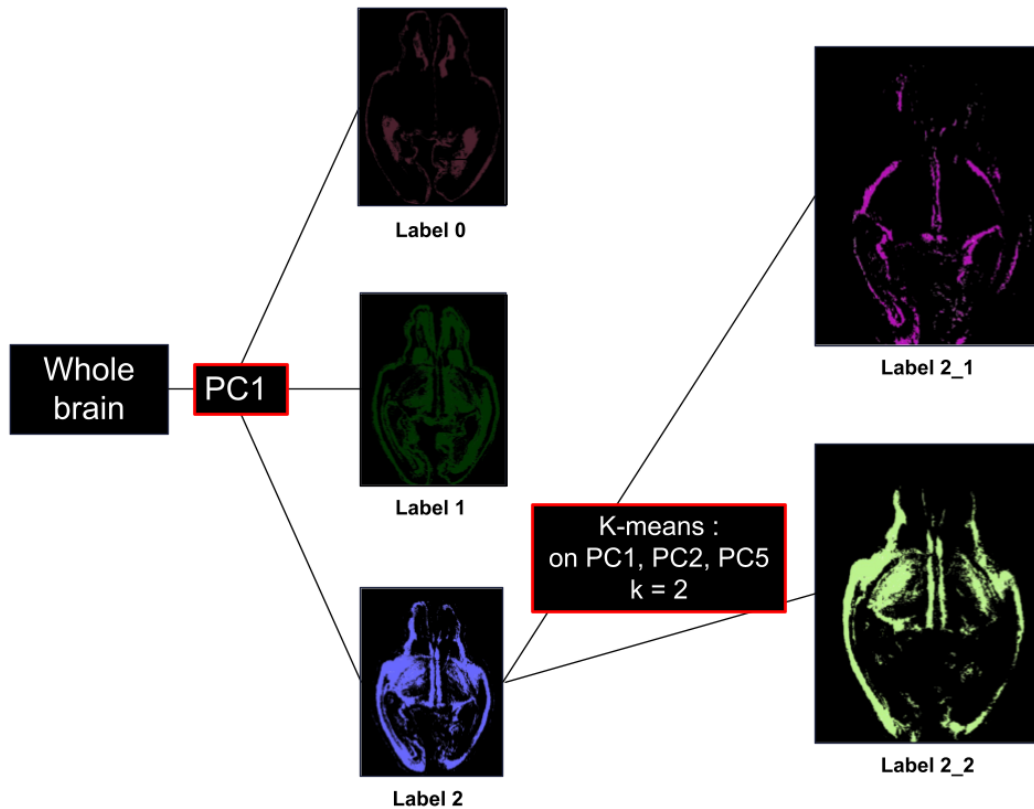 Label 0
Label 2_1
Whole
brain
PC1
Label 1
K-means :
on PC1, PC2, PC5
k = 2
Label 2_2
Label 2